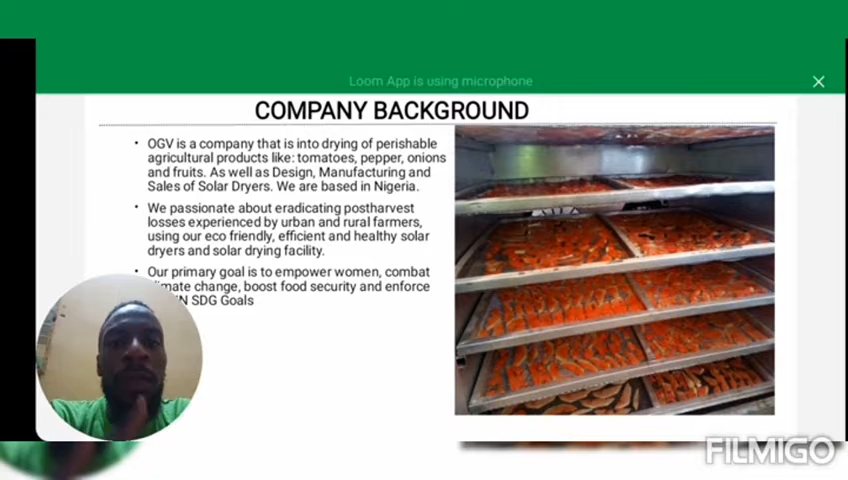 Loom App is using microphone
COMPANY BACKGROUND
• OGV is a company that is into drying of perishable
agricultural products like: tomatoes, pepper, onions
and fruits. As well as Design, Manufacturing and
Sales of Solar Dryers. We are based in Nigeria.
• We passionate about eradicating postharvest
losses experienced by urban and rural farmers,
using our eco friendly, efficient and healthy solar
dryers and solar drying facility.
• Our primary goal is to empower women, combat
change, boost food security and enforce
SDG Goals
FILMIGO